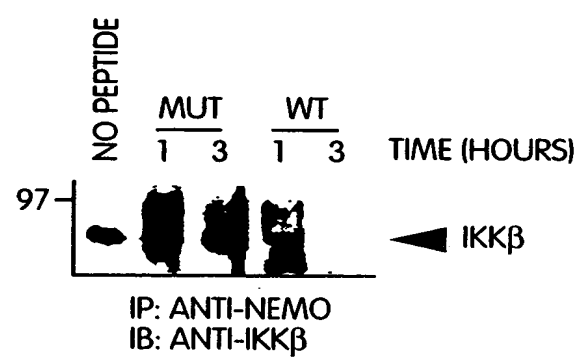 NO PEPTIDE
MUT WT
1 3 1 3 TIME (HOURS)
97
IKKβ
IP: ANTI-NEMO
IB: ANTI-IKKβ